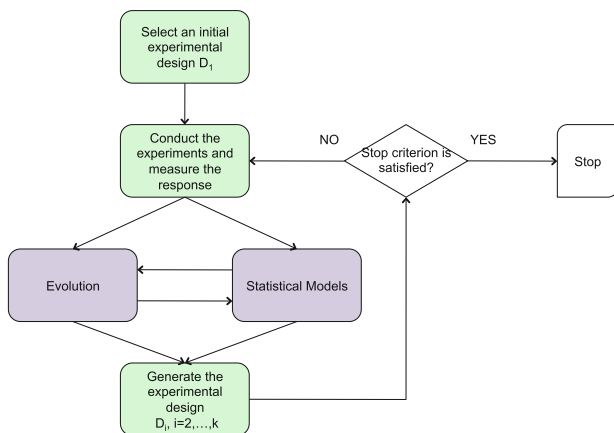 Select an initial
experimental
design D₁
Conduct the
experiments and
measure the
response
NO
Stop criterion is
satisfied?
YES
Stop
Evolution
Statistical Models
Generate the
experimental
design
Dᵢ, i=2,...,k